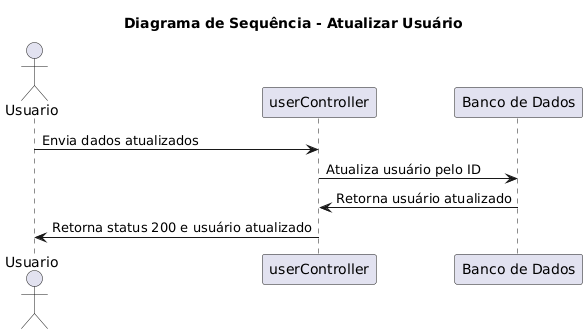 Diagrama de Sequência - Atualizar Usuário
Usuario
userController
Banco de Dados
Envia dados atualizados
Atualiza usuário pelo ID
Retorna usuário atualizado
Retorna status 200 e usuário atualizado
Usuario
userController
Banco de Dados